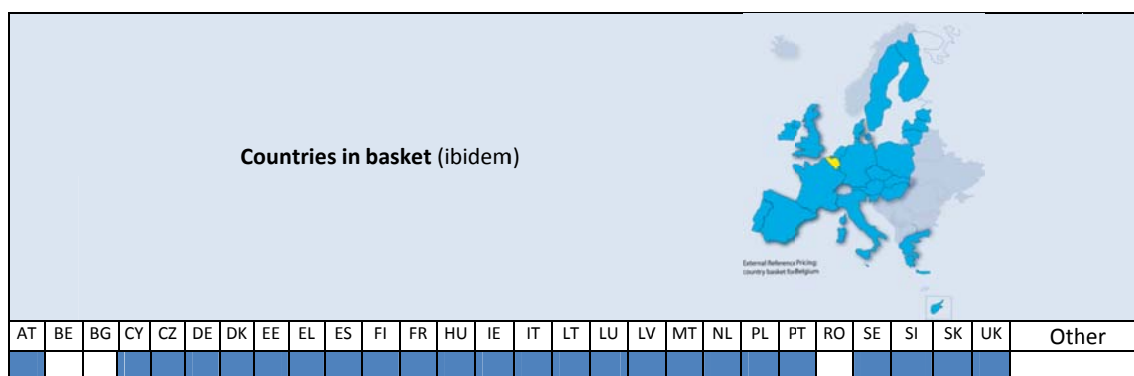 Countries in basket (ibidem)
External Reference Pricing:
country basket for Belgium
AT BE BG CY CZ DE DK EE EL ES FI FR HU IE IT LT LU LV MT NL PL PT RO SE SI SK UK Other